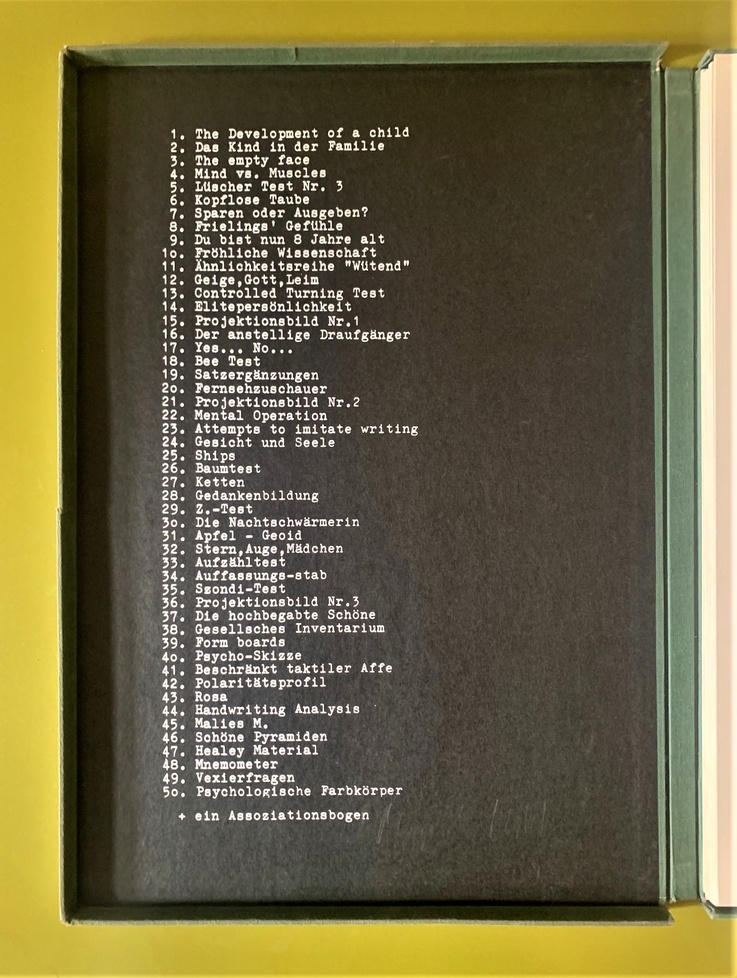 1. The Development of a child
2. Das Kind in der Familie
3. The empty face
4. Mind vs. Muscles
5. Lüscher Test Nr. 3
6. Kopflose Taube
7. Sparen oder Ausgeben?
8. Frielings' Gefühle
9. Du bist nun 8 Jahre alt
1o. Fröhliche Wissenschaft
11. Ähnlichkeitsreihe "Wütend"
12. Geige,Gott,Leim
13. Controlled Turning Test
14. Elitepersönlichkeit
15. Projektionsbild Nr.1
16. Der anstellige Draufgänger
17. Yes... No...
18. Bee Test
19. Satzergänzungen
2o. Fernsehzuschauer
21. Projektionsbild Nr.2
22. Mental Operation
23. Attempts to imitate writing
24. Gesicht und Seele
25. Ships
26. Baumtest
27. Ketten
28. Gedankenbildung
29. Z.-Test
3o. Die Nachtschwärmerin
31. Apfel - Geoid
32. Stern,Auge,Mädchen
33. Aufzähltest
34. Auffassungs-stab
35. Szondi-Test
36. Projektionsbild Nr.3
37. Die hochbegabte Schöne
38. Gesellsches Inventarium
39. Form boards
4o. Psycho-Skizze
41. Beschränkt taktiler Affe
42. Polaritätsprofil
43. Rosa
44. Handwriting Analysis
45. Malies M.
46. Schöne Pyramiden
47. Healey Material
48. Mnemometer
49. Vexierfragen
5o. Psychologische Farbkörper
+ ein Assoziationsbogen